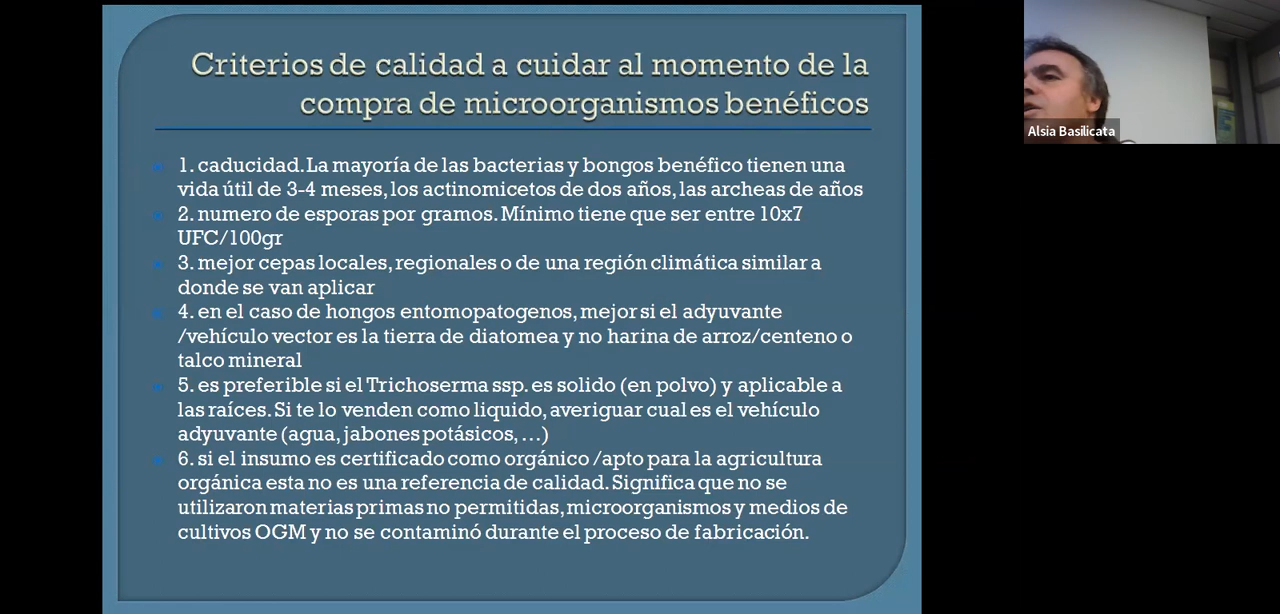 Criterios de calidad a cuidar al momento de la
compra de microorganismos benéficos
1. caducidad. La mayoría de las bacterias y bongos benéfico tienen una
vida útil de 3-4 meses, los actinomicetos de dos años, las archeas de años
2. numero de esporas por gramos. Mínimo tiene que ser entre 10x7
UFC/100gr
3. mejor cepas locales, regionales o de una región climática similar a
donde se van aplicar
4. en el caso de hongos entomopatogenos, mejor si el adyuvante
/vehículo vector es la tierra de diatomea y no harina de arroz/centeno o
talco mineral
5. es preferible si el Trichoserma ssp. es solido (en polvo) y aplicable a
las raíces. Si te lo venden como liquido, averiguar cual es el vehículo
adyuvante (agua, jabones potásicos, …)
6. si el insumo es certificado como orgánico /apto para la agricultura
orgánica esta no es una referencia de calidad. Significa que no se
utilizaron materias primas no permitidas, microorganismos y medios de
cultivos OGM y no se contaminó durante el proceso de fabricación.
Alsia Basilicata